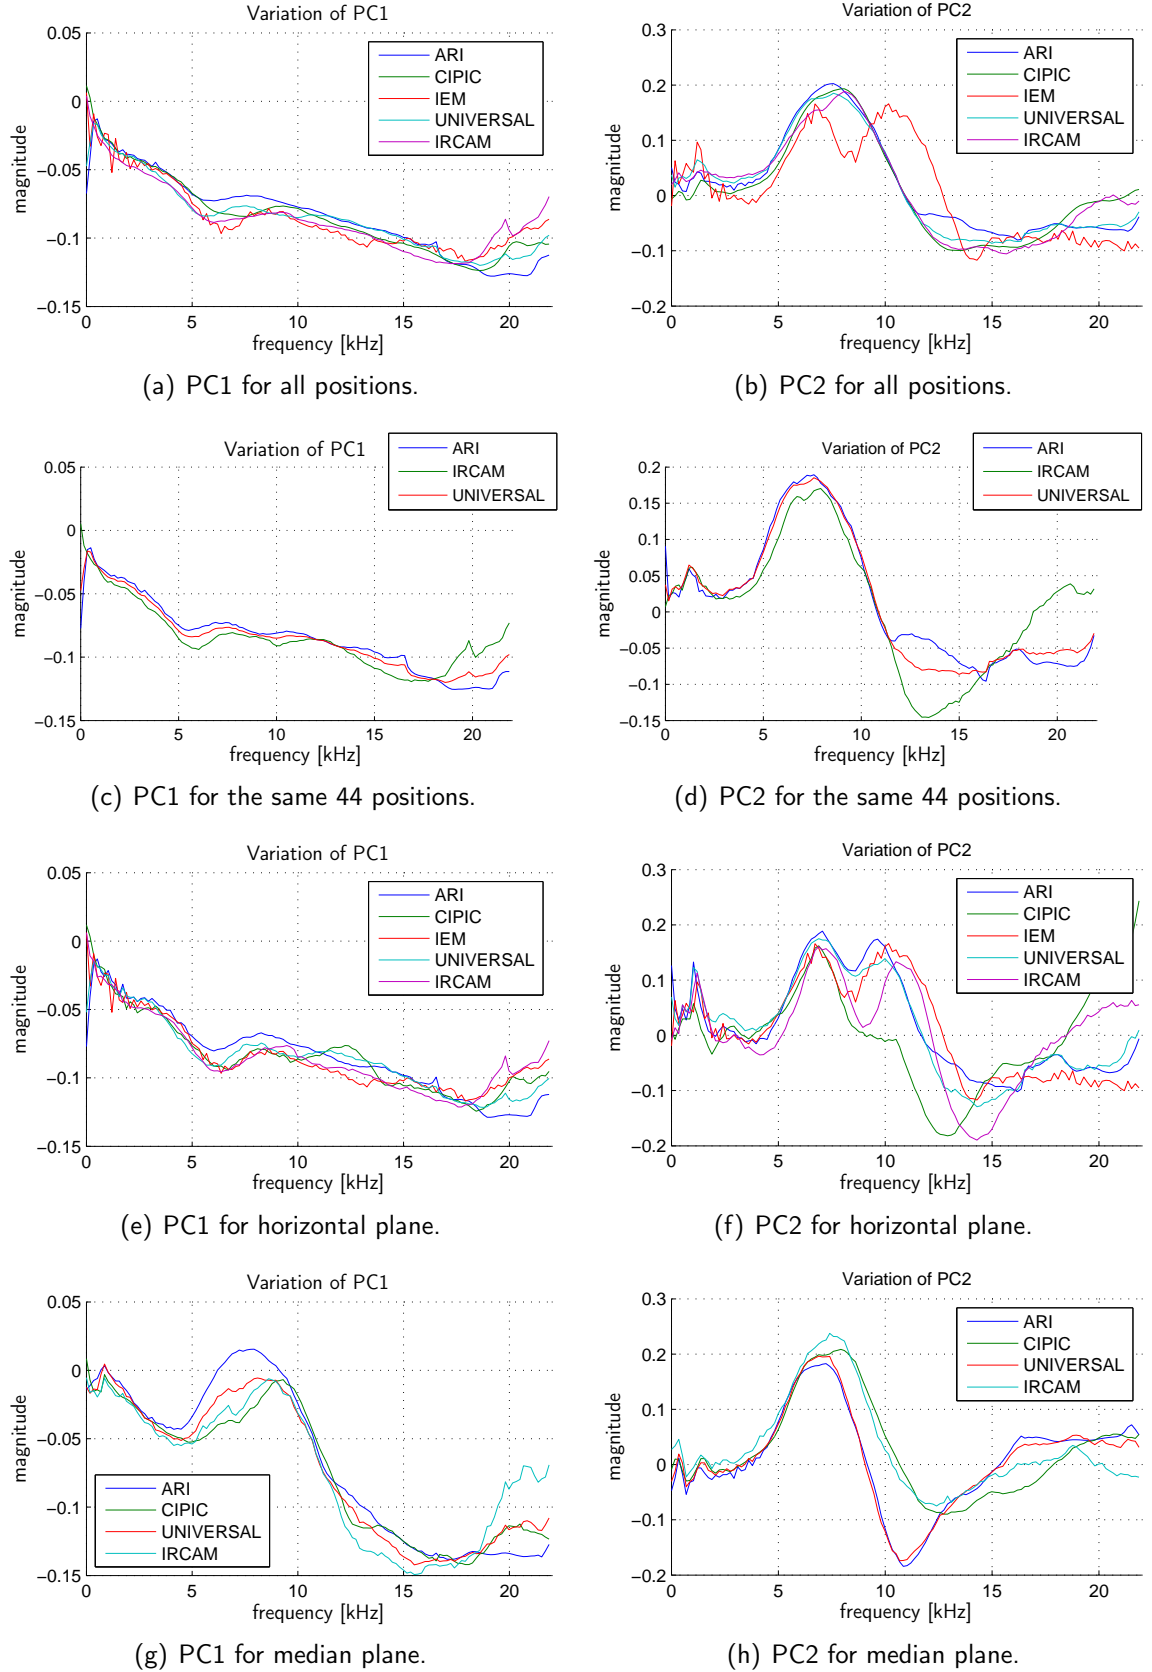 Variation of PC1
0.05
0
−0.05
−0.1
−0.15
0 5 10 15 20
magnitude
frequency [kHz]
ARI
CIPIC
IEM
UNIVERSAL
IRCAM
(a) PC1 for all positions.
Variation of PC2
0.3
0.2
0.1
0
−0.1
−0.2
0 5 10 15 20
magnitude
frequency [kHz]
ARI
CIPIC
IEM
UNIVERSAL
IRCAM
(b) PC2 for all positions.
Variation of PC1
0.05
0
−0.05
−0.1
−0.15
0 5 10 15 20
magnitude
frequency [kHz]
ARI
IRCAM
UNIVERSAL
(c) PC1 for the same 44 positions.
Variation of PC2
0.2
0.15
0.1
0.05
0
−0.05
−0.1
−0.15
0 5 10 15 20
magnitude
frequency [kHz]
ARI
IRCAM
UNIVERSAL
(d) PC2 for the same 44 positions.
Variation of PC1
0.05
0
−0.05
−0.1
−0.15
0 5 10 15 20
magnitude
frequency [kHz]
ARI
CIPIC
IEM
UNIVERSAL
IRCAM
(e) PC1 for horizontal plane.
Variation of PC2
0.3
0.2
0.1
0
−0.1
−0.2
0 5 10 15 20
magnitude
frequency [kHz]
ARI
CIPIC
IEM
UNIVERSAL
IRCAM
(f) PC2 for horizontal plane.
Variation of PC1
0.05
0
−0.05
−0.1
−0.15
0 5 10 15 20
magnitude
frequency [kHz]
ARI
CIPIC
UNIVERSAL
IRCAM
(g) PC1 for median plane.
Variation of PC2
0.3
0.2
0.1
0
−0.1
−0.2
0 5 10 15 20
magnitude
frequency [kHz]
ARI
CIPIC
UNIVERSAL
IRCAM
(h) PC2 for median plane.